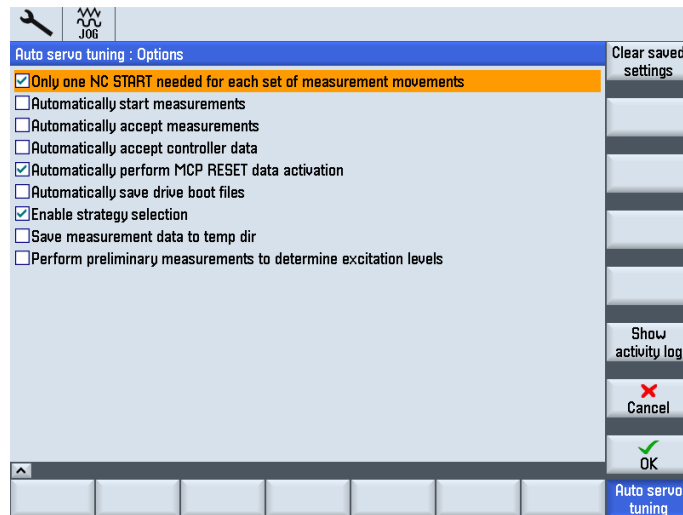 JOG
Auto servo tuning : Options
Only one NC START needed for each set of measurement movements
Automatically start measurements
Automatically accept measurements
Automatically accept controller data
Automatically perform MCP RESET data activation
Automatically save drive boot files
Enable strategy selection
Save measurement data to temp dir
Perform preliminary measurements to determine excitation levels
Clear saved
settings
Show
activity log
Cancel
OK
Auto servo
tuning